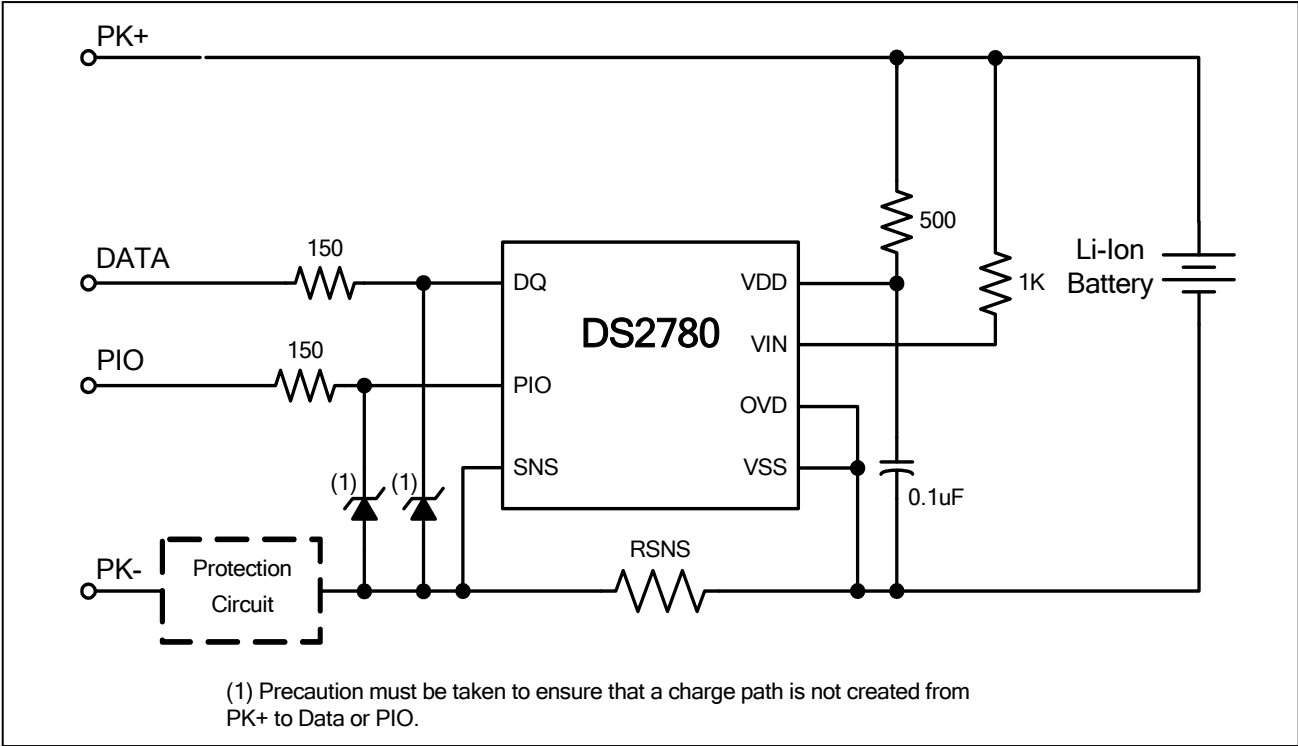 PK+
500
150
DATA
DQ
VDD
1K
Li-Ion
Battery
DS2780
VIN
150
PIO
PIO
OVD
SNS
VSS
(1)
(1)
0.1uF
RSNS
PK-
Protection
Circuit
(1) Precaution must be taken to ensure that a charge path is not created from
PK+ to Data or PIO.